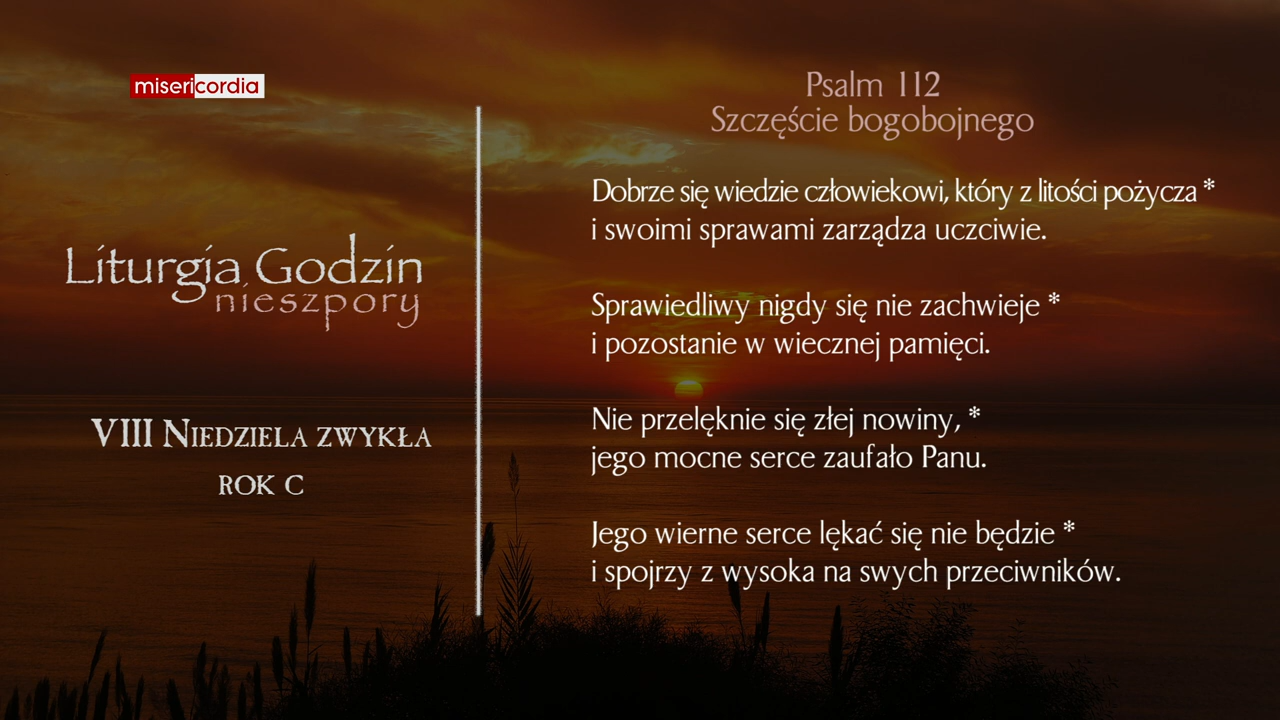 misericordia
Liturgia Godzin
nieszpory
VIII Niedziela zwykła
rok C
Psalm 112
Szczęście bogobojnego
Dobrze się wiedzie człowiekowi, który z litości pożycza *
i swoimi sprawami zarządza uczciwie.
Sprawiedliwy nigdy się nie zachwieje *
i pozostanie w wiecznej pamięci.
Nie przelęknie się złej nowiny, *
jego mocne serce zaufało Panu.
Jego wierne serce lękać się nie będzie *
i spojrzy z wysoka na swych przeciwników.